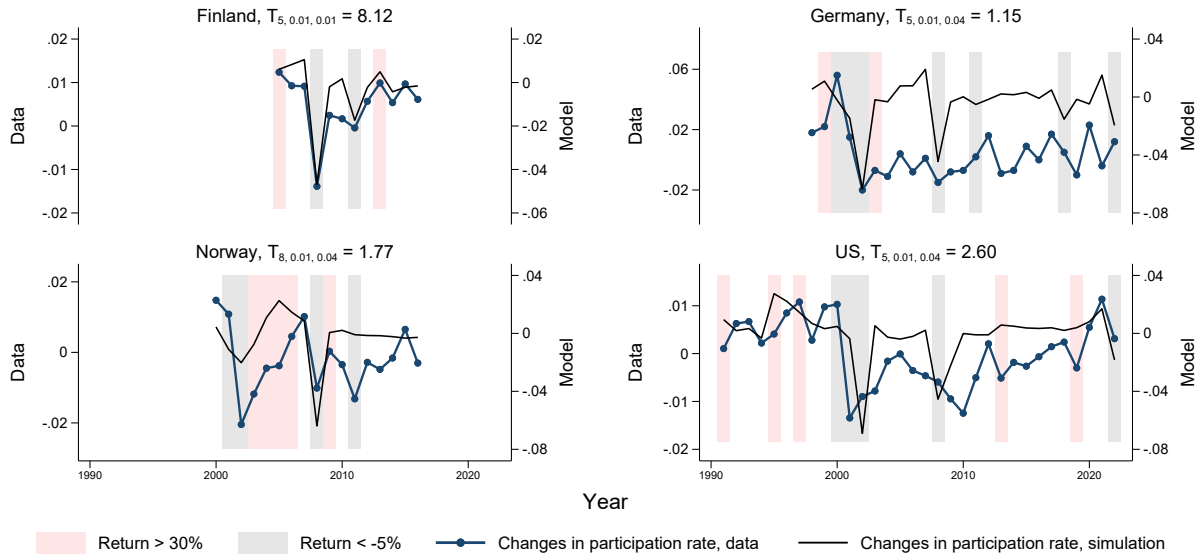 Finland, T5, 0.01, 0.01 = 8.12
.02
.01
0
-.01
-.02
Data
.02
0
-.02
-.04
-.06
Model
Germany, T5, 0.01, 0.04 = 1.15
.06
.02
-.02
Data
.04
0
-.04
-.08
Model
Norway, T8, 0.01, 0.04 = 1.77
.02
0
-.02
Data
.04
0
-.04
-.08
Model
1990
2000
2010
2020
US, T5, 0.01, 0.04 = 2.60
.01
0
-.01
-.02
Data
.04
0
-.04
-.08
Model
1990
2000
2010
2020
Year
Return > 30%
Return < -5%
Changes in participation rate, data
Changes in participation rate, simulation